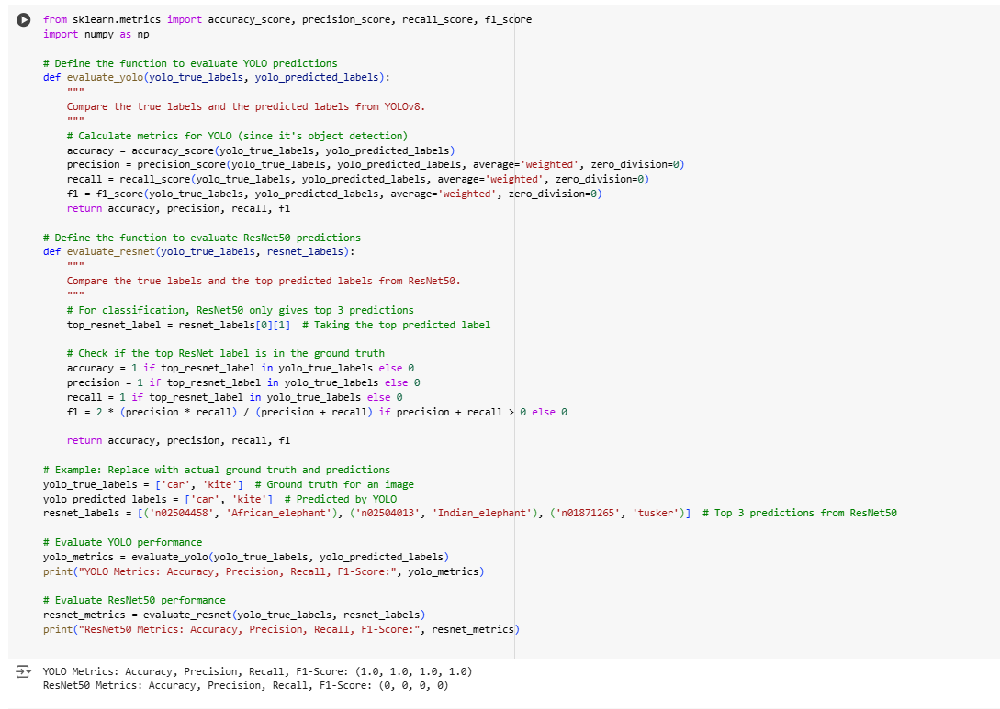 from sklearn.metrics import accuracy_score, precision_score, recall_score, f1_score
import numpy as np

# Define the function to evaluate YOLO predictions
def evaluate_yolo(yolo_true_labels, yolo_predicted_labels):
    """
    Compare the true labels and the predicted labels from YOLOv8.
    """
    # Calculate metrics for YOLO (since it's object detection)
    accuracy = accuracy_score(yolo_true_labels, yolo_predicted_labels)
    precision = precision_score(yolo_true_labels, yolo_predicted_labels, average='weighted', zero_division=0)
    recall = recall_score(yolo_true_labels, yolo_predicted_labels, average='weighted', zero_division=0)
    f1 = f1_score(yolo_true_labels, yolo_predicted_labels, average='weighted', zero_division=0)
    return accuracy, precision, recall, f1

# Define the function to evaluate ResNet50 predictions
def evaluate_resnet(yolo_true_labels, resnet_labels):
    """
    Compare the true labels and the top predicted labels from ResNet50.
    """
    # For classification, ResNet50 only gives top 3 predictions
    top_resnet_label = resnet_labels[0][1]  # Taking the top predicted label

    # Check if the top ResNet label is in the ground truth
    accuracy = 1 if top_resnet_label in yolo_true_labels else 0
    precision = 1 if top_resnet_label in yolo_true_labels else 0
    recall = 1 if top_resnet_label in yolo_true_labels else 0
    f1 = 2 * (precision * recall) / (precision + recall) if precision + recall > 0 else 0

    return accuracy, precision, recall, f1

# Example: Replace with actual ground truth and predictions
yolo_true_labels = ['car', 'kite']  # Ground truth for an image
yolo_predicted_labels = ['car', 'kite']  # Predicted by YOLO
resnet_labels = [('n02504458', 'African_elephant'), ('n02504013', 'Indian_elephant'), ('n01871265', 'tusker')]  # Top 3 predictions from ResNet50

# Evaluate YOLO performance
yolo_metrics = evaluate_yolo(yolo_true_labels, yolo_predicted_labels)
print("YOLO Metrics: Accuracy, Precision, Recall, F1-Score:", yolo_metrics)

# Evaluate ResNet50 performance
resnet_metrics = evaluate_resnet(yolo_true_labels, resnet_labels)
print("ResNet50 Metrics: Accuracy, Precision, Recall, F1-Score:", resnet_metrics)

YOLO Metrics: Accuracy, Precision, Recall, F1-Score: (1.0, 1.0, 1.0, 1.0)
ResNet50 Metrics: Accuracy, Precision, Recall, F1-Score: (0, 0, 0, 0)